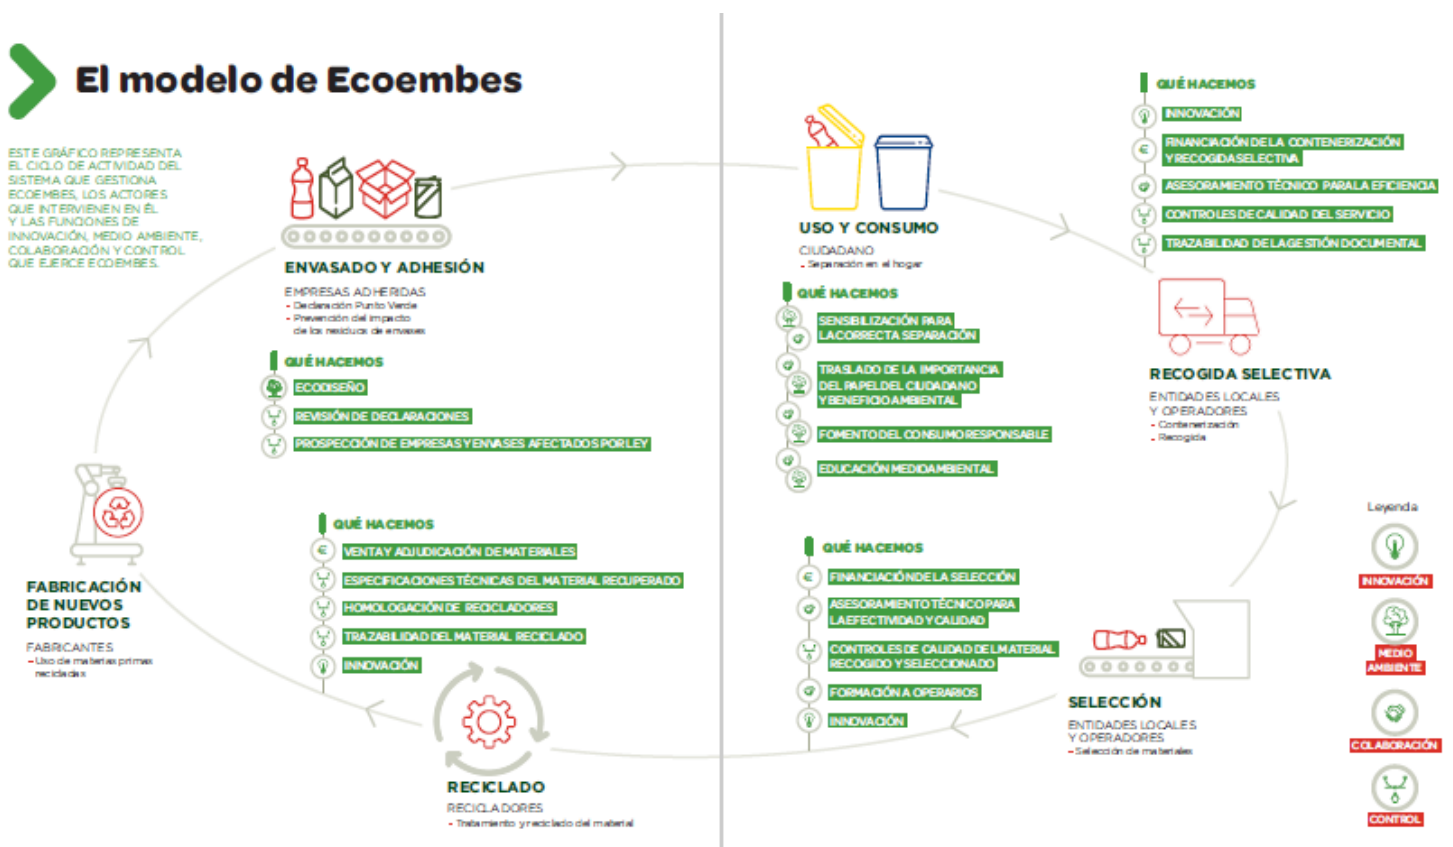 El modelo de Ecoembes
ESTE GRÁFICO REPRESENTA
EL CICLO DE ACTIVIDAD DEL
SISTEMA QUE GESTIONA
ECOEMBES, LOS ACTORES
QUE INTERVIENEN EN ÉL
Y LAS FUNCIONES DE
INNOVACIÓN, MEDIO AMBIENTE,
COLABORACIÓN Y CONTROL
QUE EJERCE ECOEMBES.
ENVASADO Y ADHESIÓN
EMPRESAS ADHERIDAS
- Declaración Punto Verde
- Prevención del impacto
de los residuos de envases
QUÉ HACEMOS
ECODISEÑO
REVISIÓN DE DECLARACIONES
PROSPECCIÓN DE EMPRESAS Y ENVASES AFECTADOS POR LEY
USO Y CONSUMO
CIUDADANO
- Separación en el hogar
QUÉ HACEMOS
SENSIBILIZACIÓN PARA
LA CORRECTA SEPARACIÓN
TRASLADO DE LA IMPORTANCIA
DEL PAPEL DEL CIUDADANO
Y BENEFICIO AMBIENTAL
FOMENTO DEL CONSUMO RESPONSABLE
EDUCACIÓN MEDIOAMBIENTAL
QUÉ HACEMOS
INNOVACIÓN
€
FINANCIACIÓN DE LA CONTENERIZACIÓN
Y RECOGIDA SELECTIVA
ASESORAMIENTO TÉCNICO PARA LA EFICIENCIA
CONTROLES DE CALIDAD DEL SERVICIO
TRAZABILIDAD DE LA GESTIÓN DOCUMENTAL
RECOGIDA SELECTIVA
ENTIDADES LOCALES
Y OPERADORES
- Contenerización
- Recogida
QUÉ HACEMOS
€ FINANCIACIÓN DE LA SELECCIÓN
ASESORAMIENTO TÉCNICO PARA
LA EFECTIVIDAD Y CALIDAD
CONTROLES DE CALIDAD DEL MATERIAL
RECOGIDO Y SELECCIONADO
FORMACIÓN A OPERARIOS
INNOVACIÓN
SELECCIÓN
ENTIDADES LOCALES
Y OPERADORES
- Selección de materiales
QUÉ HACEMOS
€ VENTA Y ADJUDICACIÓN DE MATERIALES
ESPECIFICACIONES TÉCNICAS DEL MATERIAL RECUPERADO
HOMOLOGACIÓN DE RECICLADORES
TRAZABILIDAD DEL MATERIAL RECICLADO
INNOVACIÓN
RECICLADO
RECICLADORES
- Tratamiento y reciclado del material
FABRICACIÓN
DE NUEVOS
PRODUCTOS
FABRICANTES
- Uso de materias primas
recicladas
Leyenda
INNOVACIÓN
MEDIO
AMBIENTE
COLABORACIÓN
CONTROL